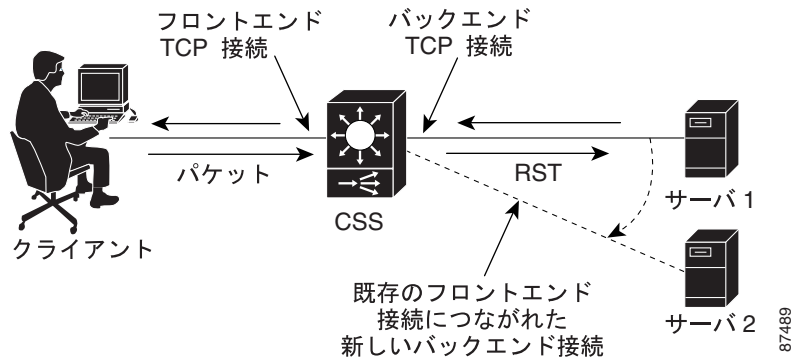 フロントエンド
TCP 接続
バックエンド
TCP 接続
パケット
RST
CSS
クライアント
サーバ 1
サーバ 2
既存のフロントエンド
接続につながれた
新しいバックエンド接続
87489